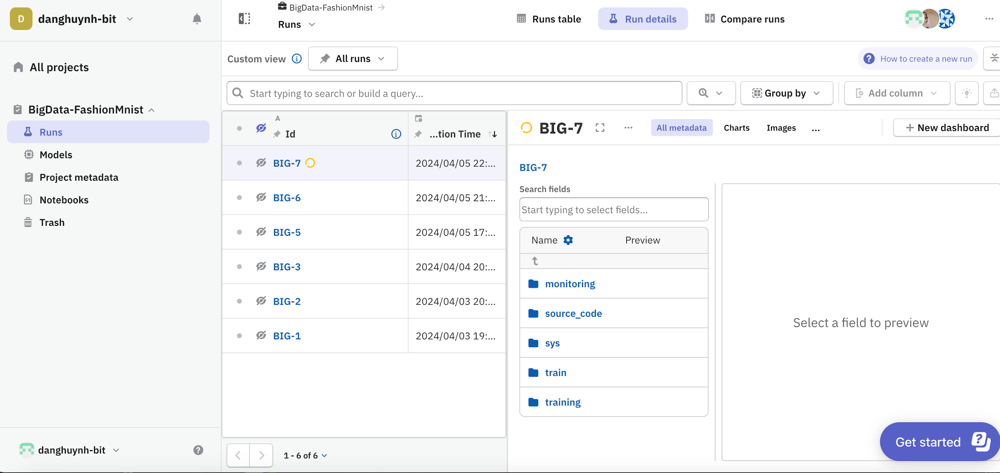 D danghuynh-bit
All projects
BigData-FashionMnist
Runs
Models
Project metadata
Notebooks
Trash
danghuynh-bit
BigData-FashionMnist
Runs
Runs table
Run details
Compare runs
Custom view
All runs
How to create a new run
Start typing to search or build a query...
Group by
Add column
A
Id
...tion Time
BIG-7 2024/04/05 22:...
BIG-6 2024/04/05 21:...
BIG-5 2024/04/05 17:...
BIG-3 2024/04/04 20:...
BIG-2 2024/04/03 20:...
BIG-1 2024/04/03 19:...
1 - 6 of 6
BIG-7
All metadata
Charts
Images
...
+ New dashboard
BIG-7
Search fields
Start typing to select fields...
Name Preview
monitoring
source_code
sys
train
training
Select a field to preview
Get started